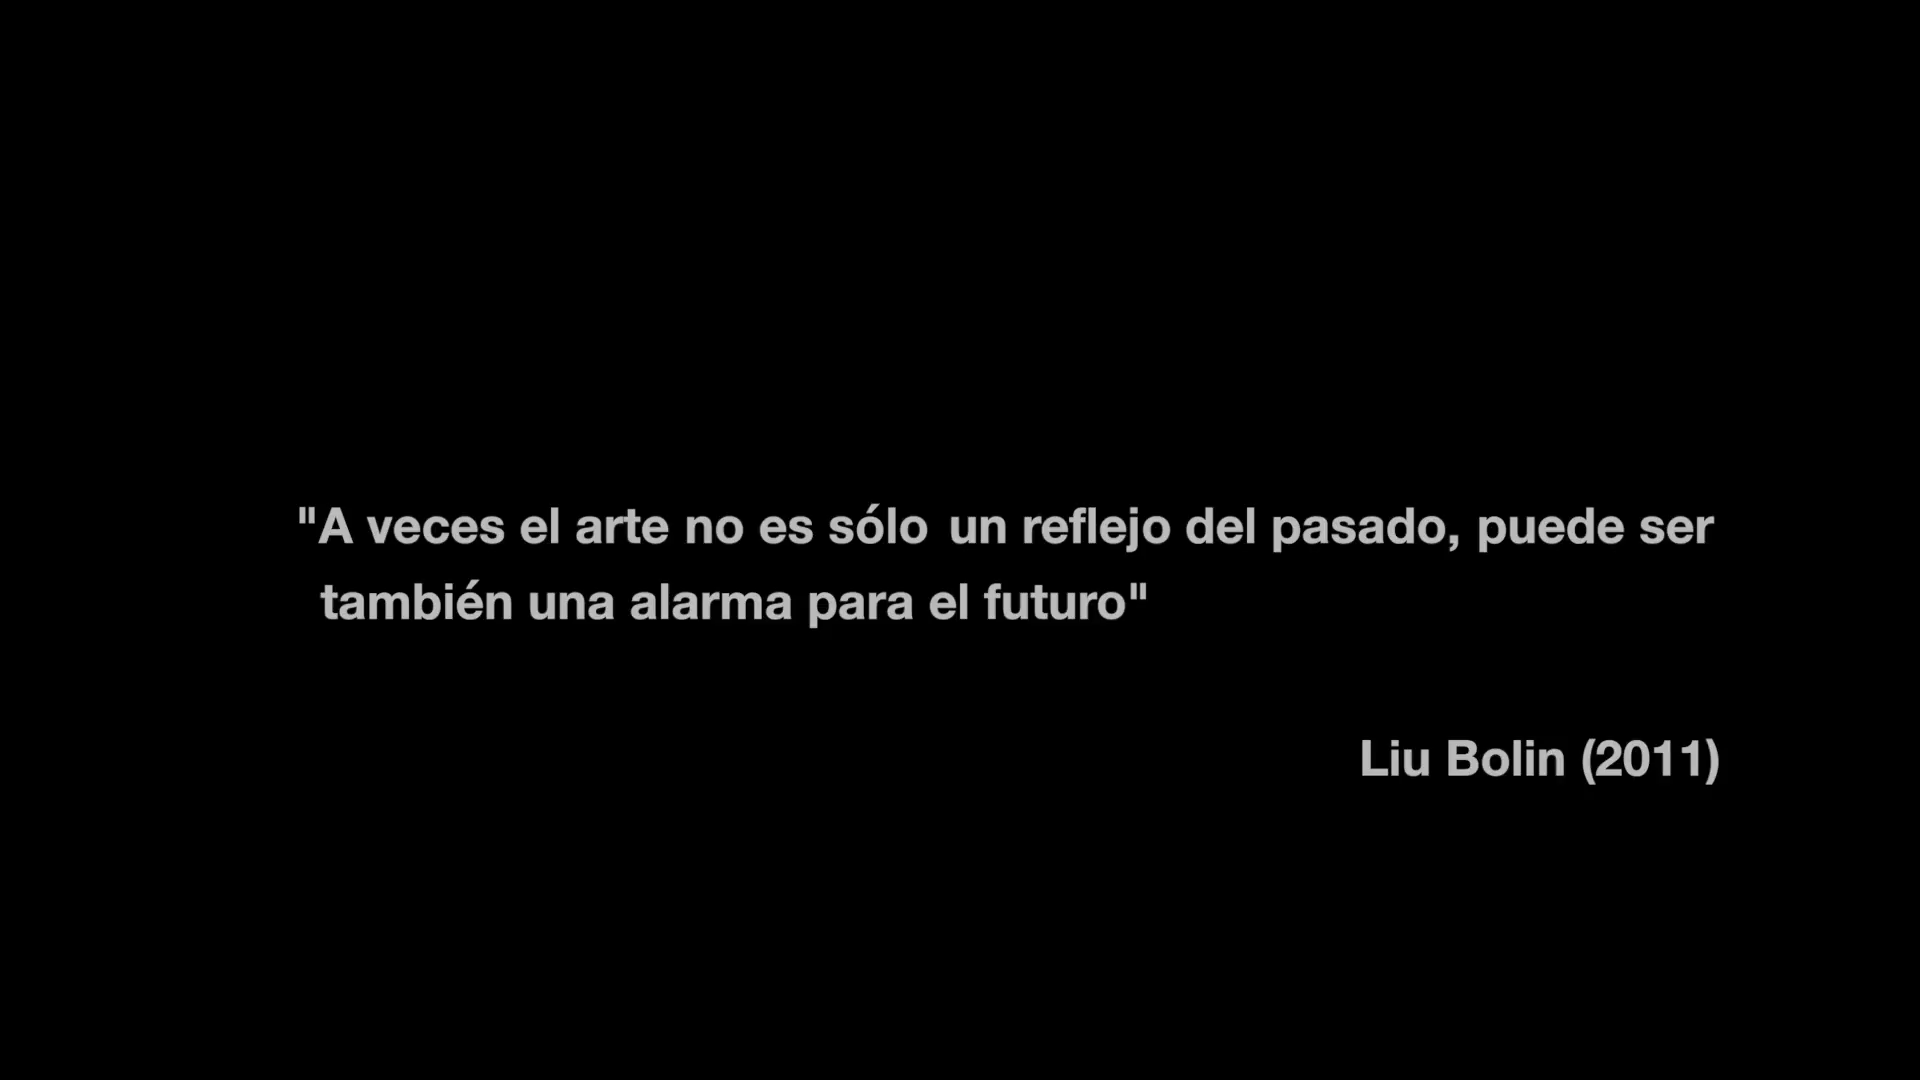 "A veces el arte no es sólo un reflejo del pasado, puede ser
también una alarma para el futuro"
Liu Bolin (2011)